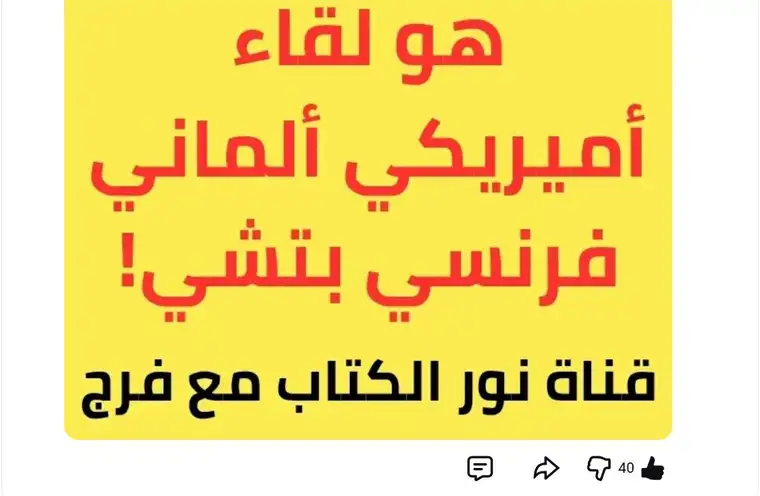 هو لقاء
أميريكي ألماني
فرنسي بتشي!
قناة نور الكتاب مع فرج
40